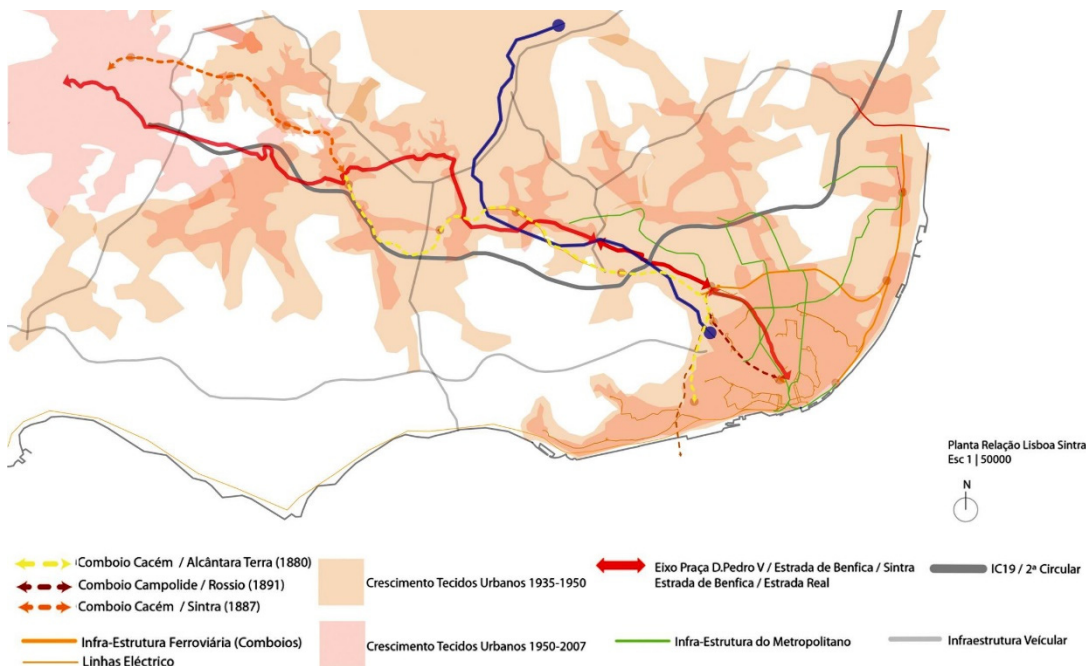 Planta Relação Lisboa Sintra
Esc 1 | 50000
N
Comboio Cacém / Alcântara Terra (1880)
Comboio Campolide / Rossio (1891)
Comboio Cacém / Sintra (1887)
Infra-Estrutura Ferroviária (Comboios)
Linhas Eléctrico
Crescimento Tecidos Urbanos 1935-1950
Crescimento Tecidos Urbanos 1950-2007
Eixo Praça D.Pedro V / Estrada de Benfica / Sintra
Estrada de Benfica / Estrada Real
Infra-Estrutura do Metropolitano
IC19 / 2ª Circular
Infraestrutura Veícular